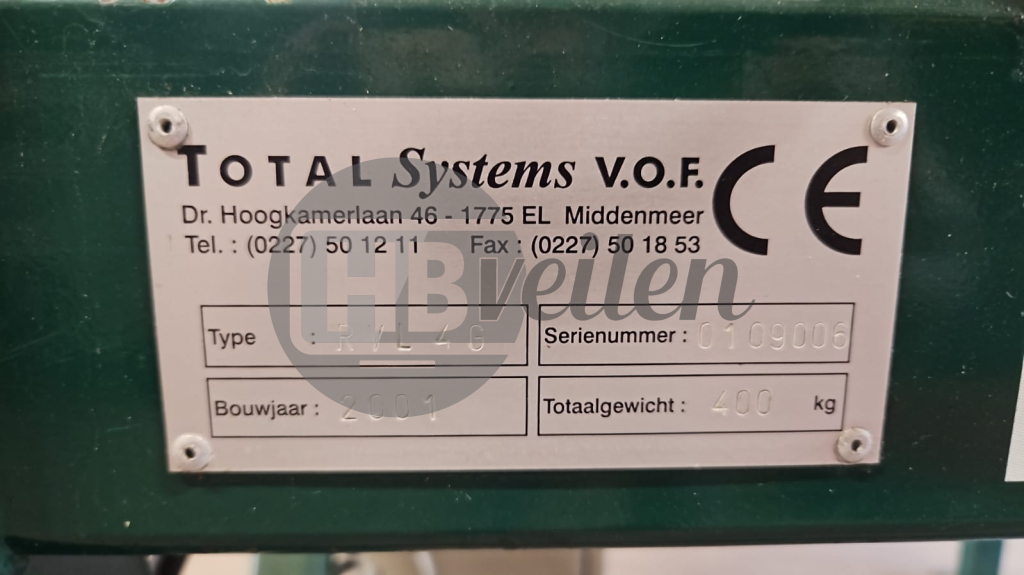 TOTAL Systems V.O.F. CE
Dr. Hoogkamerlaan 46 - 1775 EL Middenmeer
Tel. : (0227) 50 12 11 Fax : (0227) 50 18 53
HBveilen
Type : RVL 4G Serienummer : 0109006
Bouwjaar : 2001 Totaalgewicht : 400 kg